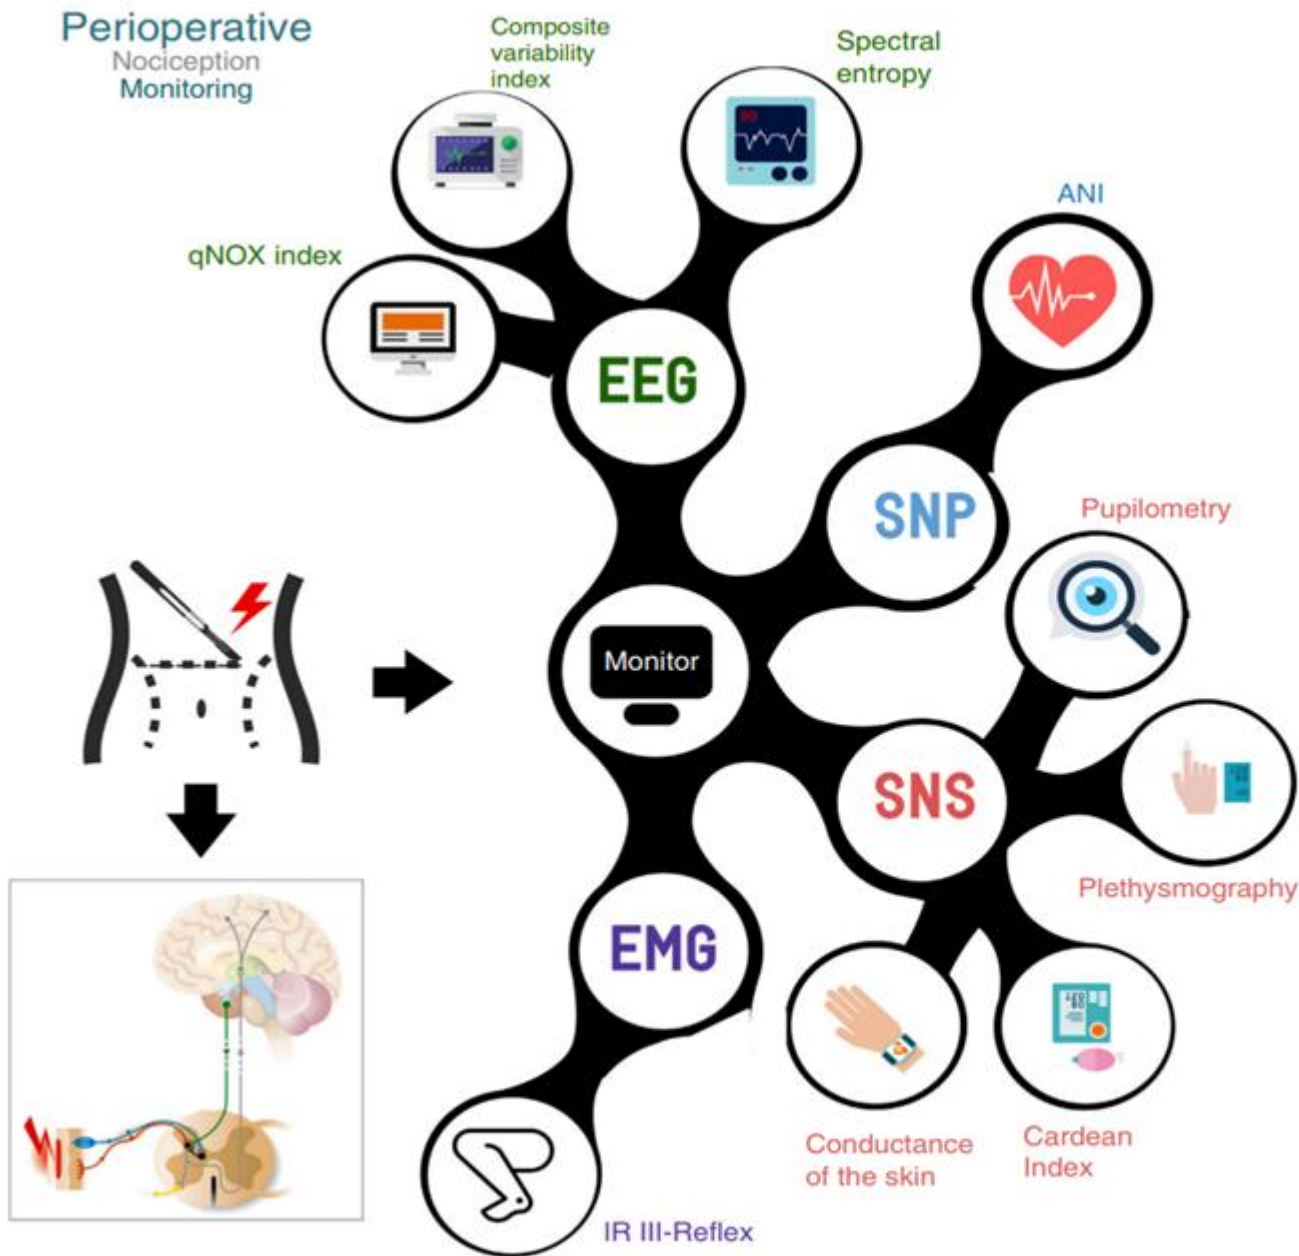 Perioperative
Nociception
Monitoring
Composite
variability
index
Spectral
entropy
ANI
qNOX index
EEG
SNP
Pupilometry
Monitor
SNS
Plethysmography
EMG
Conductance
of the skin
Cardean
Index
IR III-Reflex